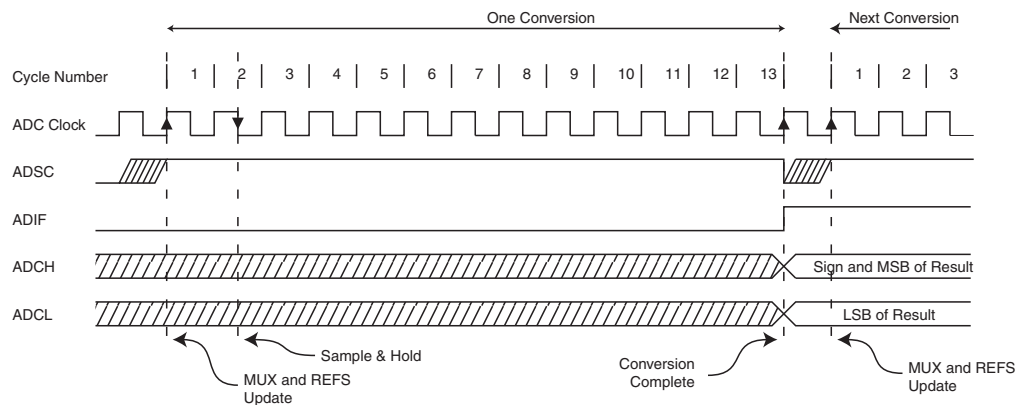 One Conversion
Next Conversion
Cycle Number 1 2 3 4 5 6 7 8 9 10 11 12 13 1 2 3
ADC Clock
ADSC
ADIF
ADCH
Sign and MSB of Result
ADCL
LSB of Result
Sample & Hold
MUX and REFS
Update
Conversion
Complete
MUX and REFS
Update